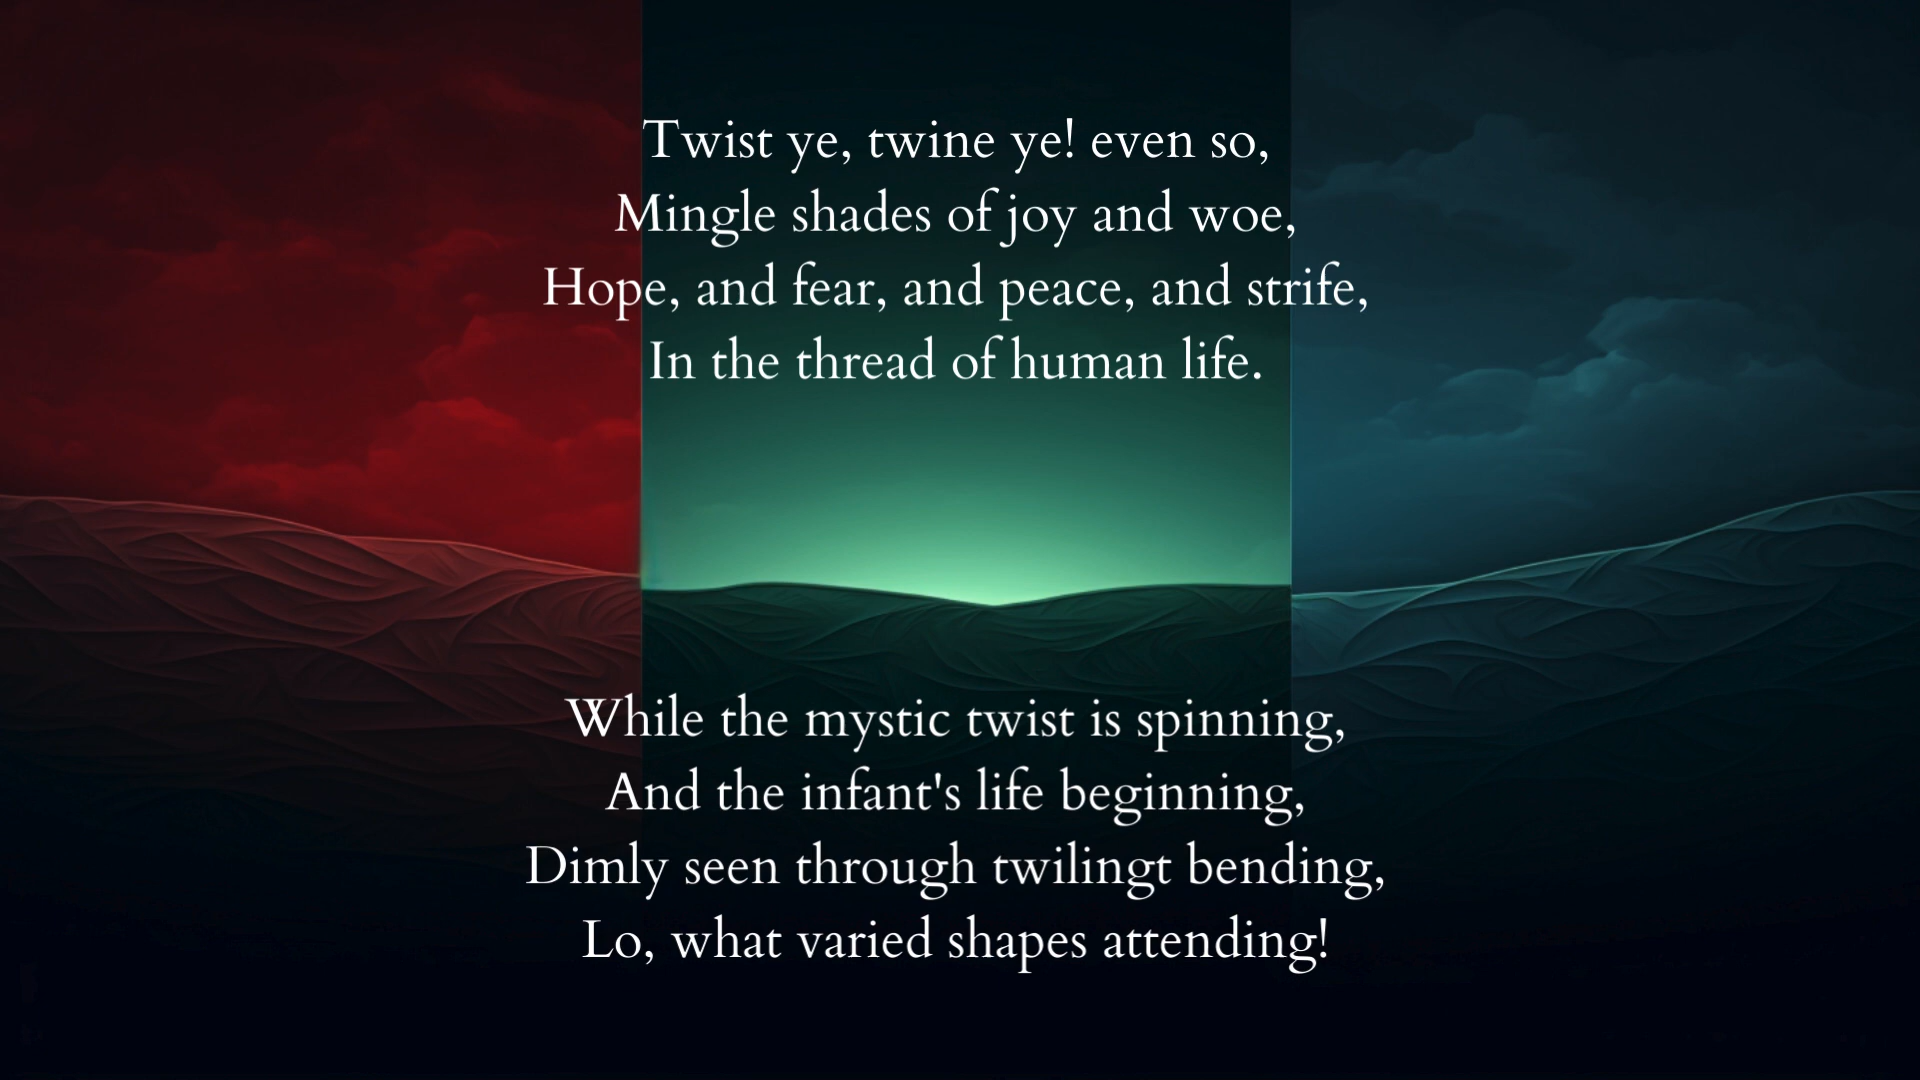 Twist ye, twine ye! even so,
Mingle shades of joy and woe,
Hope, and fear, and peace, and strife,
In the thread of human life.
While the mystic twist is spinning,
And the infant's life beginning,
Dimly seen through twilingt bending,
Lo, what varied shapes attending!